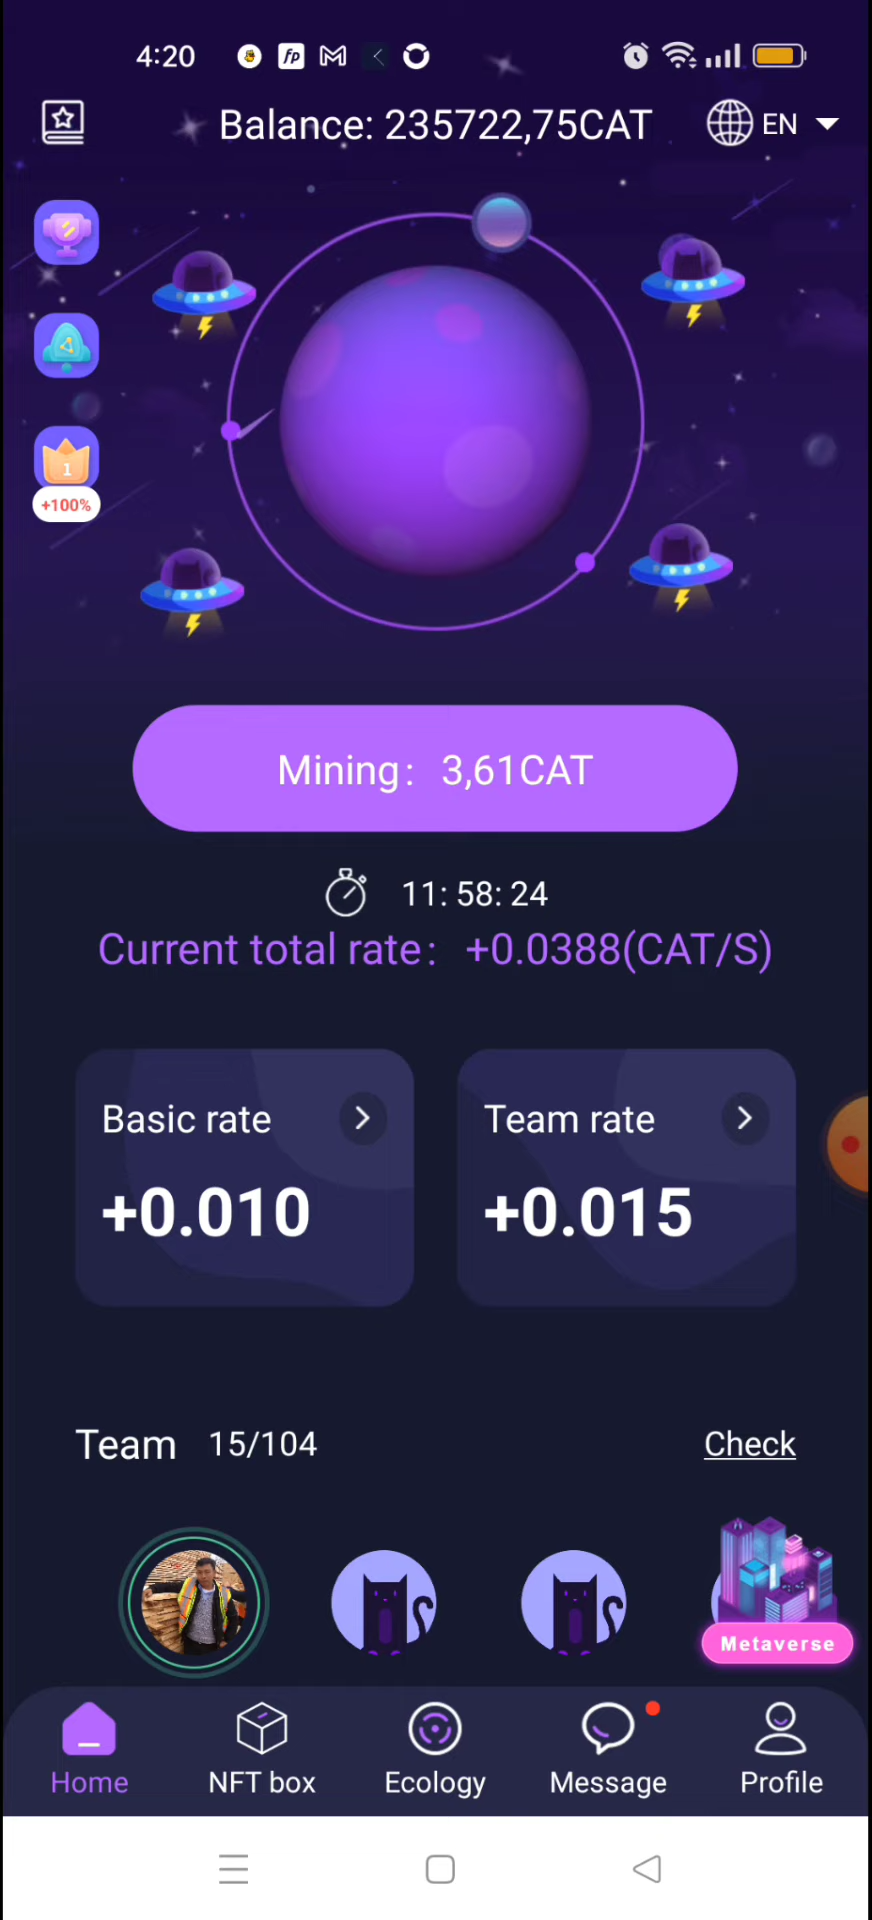 4:20
fp
Balance: 235722,75CAT
EN
1
+100%
Mining: 3,61CAT
11: 58: 24
Current total rate: +0.0388(CAT/S)
Basic rate
Team rate
+0.010
+0.015
Team 15/104
Check
Metaverse
Home
NFT box
Ecology
Message
Profile